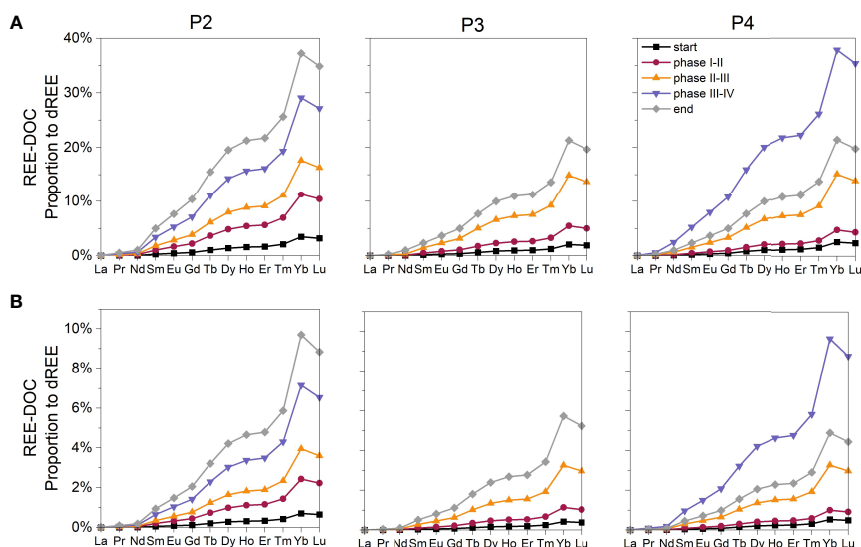 A
P2
P3
P4
REE-DOC
Proportion to dREE
40%
30%
20%
10%
0%
La Pr Nd Sm Eu Gd Tb Dy Ho Er Tm Yb Lu
La Pr Nd Sm Eu Gd Tb Dy Ho Er Tm Yb Lu
start
phase I-II
phase II-III
phase III-IV
end
La Pr Nd Sm Eu Gd Tb Dy Ho Er Tm Yb Lu
B
REE-DOC
Proportion to dREE
10%
8%
6%
4%
2%
0%
La Pr Nd Sm Eu Gd Tb Dy Ho Er Tm Yb Lu
La Pr Nd Sm Eu Gd Tb Dy Ho Er Tm Yb Lu
La Pr Nd Sm Eu Gd Tb Dy Ho Er Tm Yb Lu